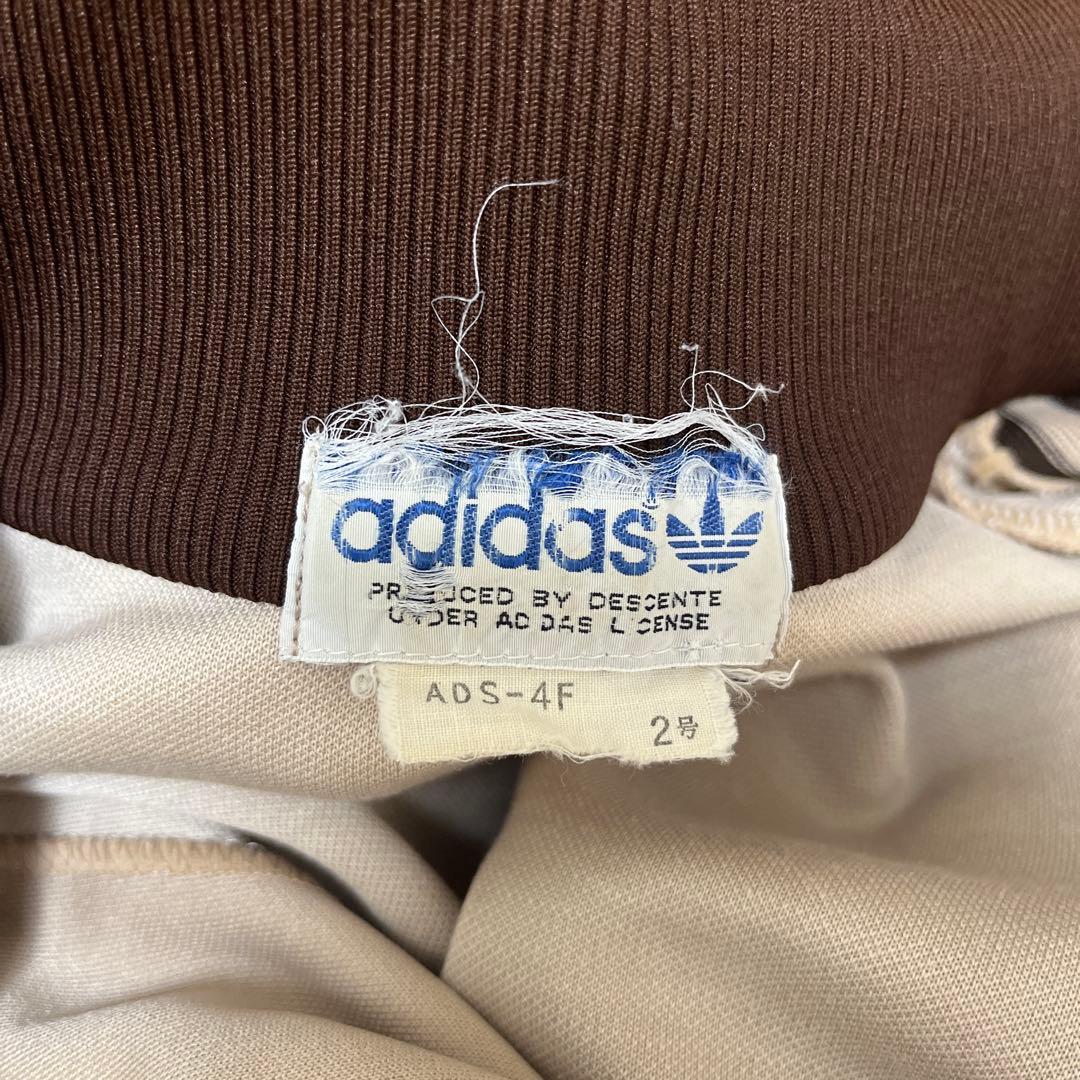 adidas
PRODUCED BY DESCENTE
UNDER ADIDAS LICENSE
ADS-4F
2号